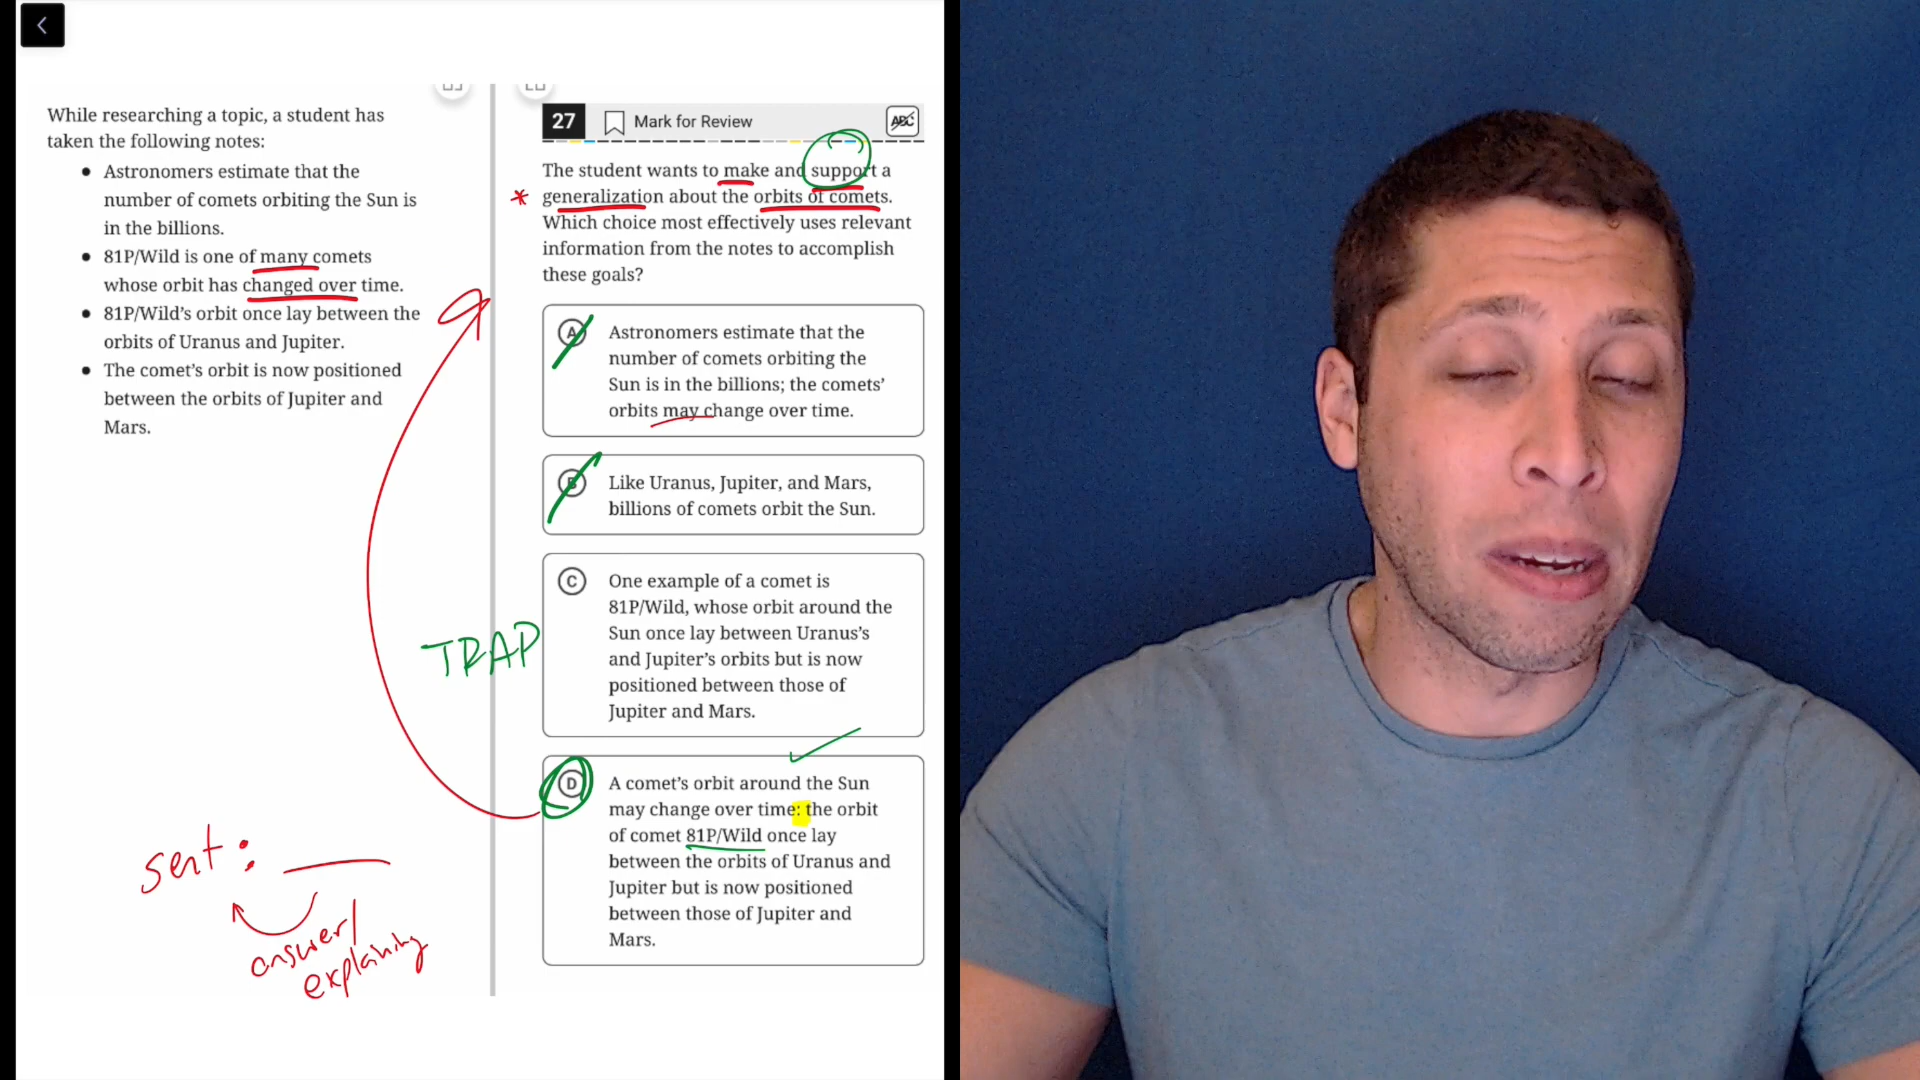 While researching a topic, a student has
taken the following notes:
• Astronomers estimate that the
number of comets orbiting the Sun is
in the billions.
• 81P/Wild is one of many comets
whose orbit has changed over time.
• 81P/Wild’s orbit once lay between the
orbits of Uranus and Jupiter.
• The comet’s orbit is now positioned
between the orbits of Jupiter and
Mars.
sent :
answer/
explaining
TRAP
27 Mark for Review ABC
The student wants to make and support a
* generalization about the orbits of comets.
Which choice most effectively uses relevant
information from the notes to accomplish
these goals?
A Astronomers estimate that the
number of comets orbiting the
Sun is in the billions; the comets’
orbits may change over time.
B Like Uranus, Jupiter, and Mars,
billions of comets orbit the Sun.
C One example of a comet is
81P/Wild, whose orbit around the
Sun once lay between Uranus’s
and Jupiter’s orbits but is now
positioned between those of
Jupiter and Mars.
D A comet’s orbit around the Sun
may change over time: the orbit
of comet 81P/Wild once lay
between the orbits of Uranus and
Jupiter but is now positioned
between those of Jupiter and
Mars.